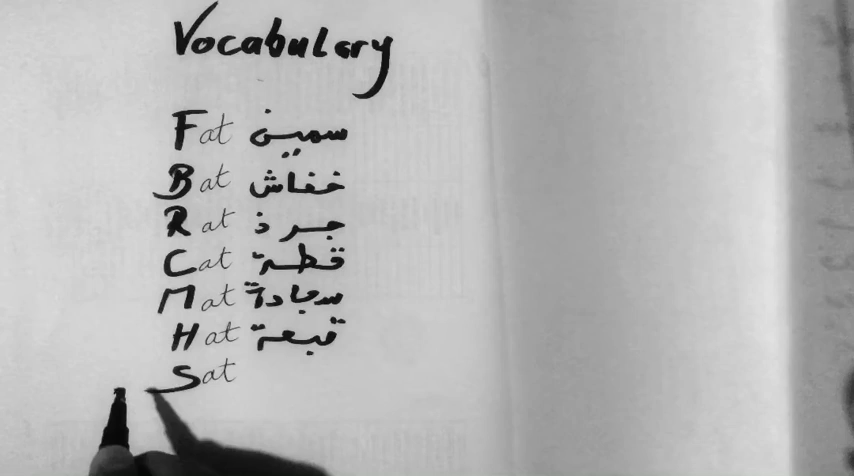 Vocabulary
Fat سمين
Bat خفاش
Rat جرذ
Cat قطة
Mat سجادة
Hat قبعة
Sat